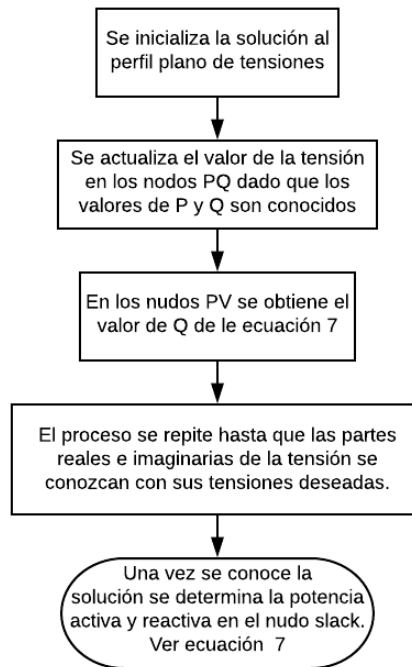 Se inicializa la solución al
perfil plano de tensiones
Se actualiza el valor de la tensión
en los nodos PQ dado que los
valores de P y Q son conocidos
En los nudos PV se obtiene el
valor de Q de le ecuación 7
El proceso se repite hasta que las partes
reales e imaginarias de la tensión se
conozcan con sus tensiones deseadas.
Una vez se conoce la
solución se determina la potencia
activa y reactiva en el nudo slack.
Ver ecuación 7